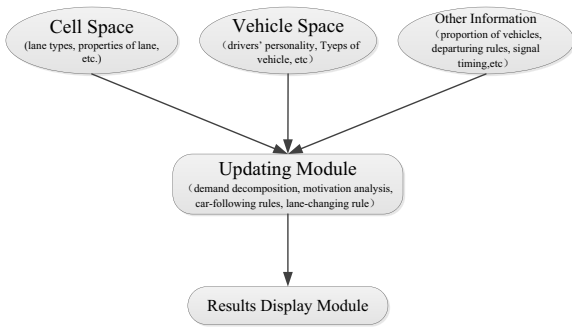 Cell Space
(lane types, properties of lane,
etc.)
Vehicle Space
(drivers’ personality, Tyeps of
vehicle, etc）
Other Information
（proportion of vehicles,
departuring rules, signal
timing,etc）
Updating Module
（demand decomposition, motivation analysis,
car-following rules, lane-changing rule）
Results Display Module